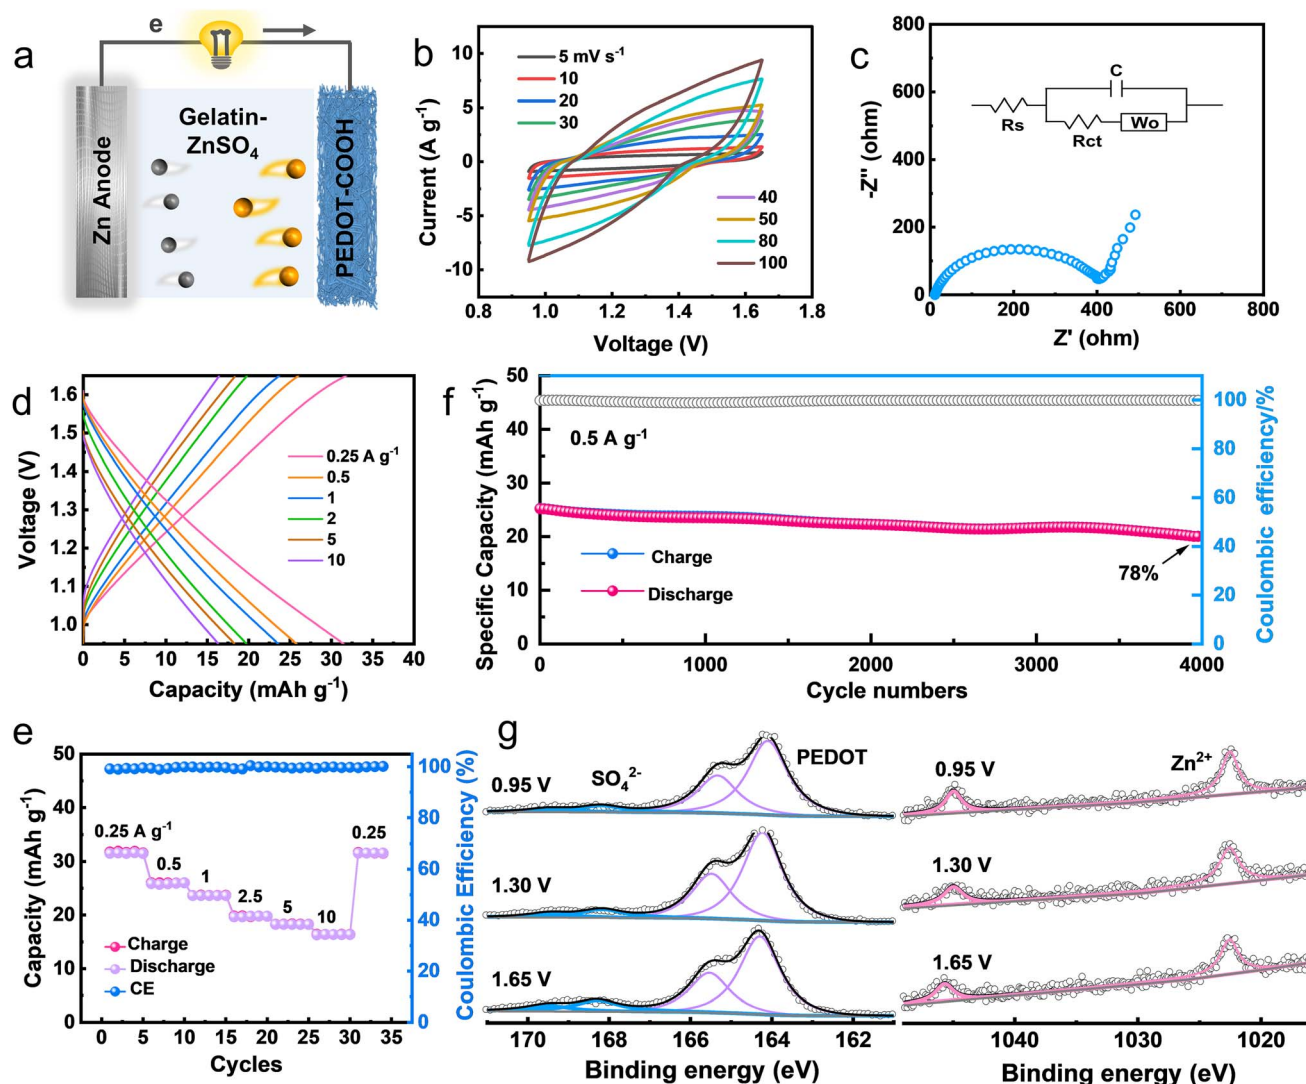 a
e
Zn Anode
Gelatin-
ZnSO₄
PEDOT-COOH
b
10
5
0
-5
-10
Current (A g⁻¹)
5 mV s⁻¹
10
20
30
40
50
80
100
0.8 1.0 1.2 1.4 1.6 1.8
Voltage (V)
c
800
600
400
200
0
-Z'' (ohm)
C
Rs
Rct
Wo
0 200 400 600 800
Z' (ohm)
d
1.6
1.5
1.4
1.3
1.2
1.1
1.0
Voltage (V)
0.25 A g⁻¹
0.5
1
2
5
10
0 5 10 15 20 25 30 35 40
Capacity (mAh g⁻¹)
f
50
40
30
20
10
0
Specific Capacity (mAh g⁻¹)
0.5 A g⁻¹
Charge
Discharge
78%
100
80
60
40
20
0
Coulombic efficiency/%
0 1000 2000 3000 4000
Cycle numbers
e
50
40
30
20
10
0
Capacity (mAh g⁻¹)
0.25 A g⁻¹
0.5
1
2.5
5
10
0.25
Charge
Discharge
CE
100
80
60
40
20
0
Coulombic Efficiency (%)
0 5 10 15 20 25 30 35
Cycles
g
SO₄²⁻
PEDOT
0.95 V
1.30 V
1.65 V
170 168 166 164 162
Binding energy (eV)
Zn²⁺
0.95 V
1.30 V
1.65 V
1040 1030 1020
Binding energy (eV)